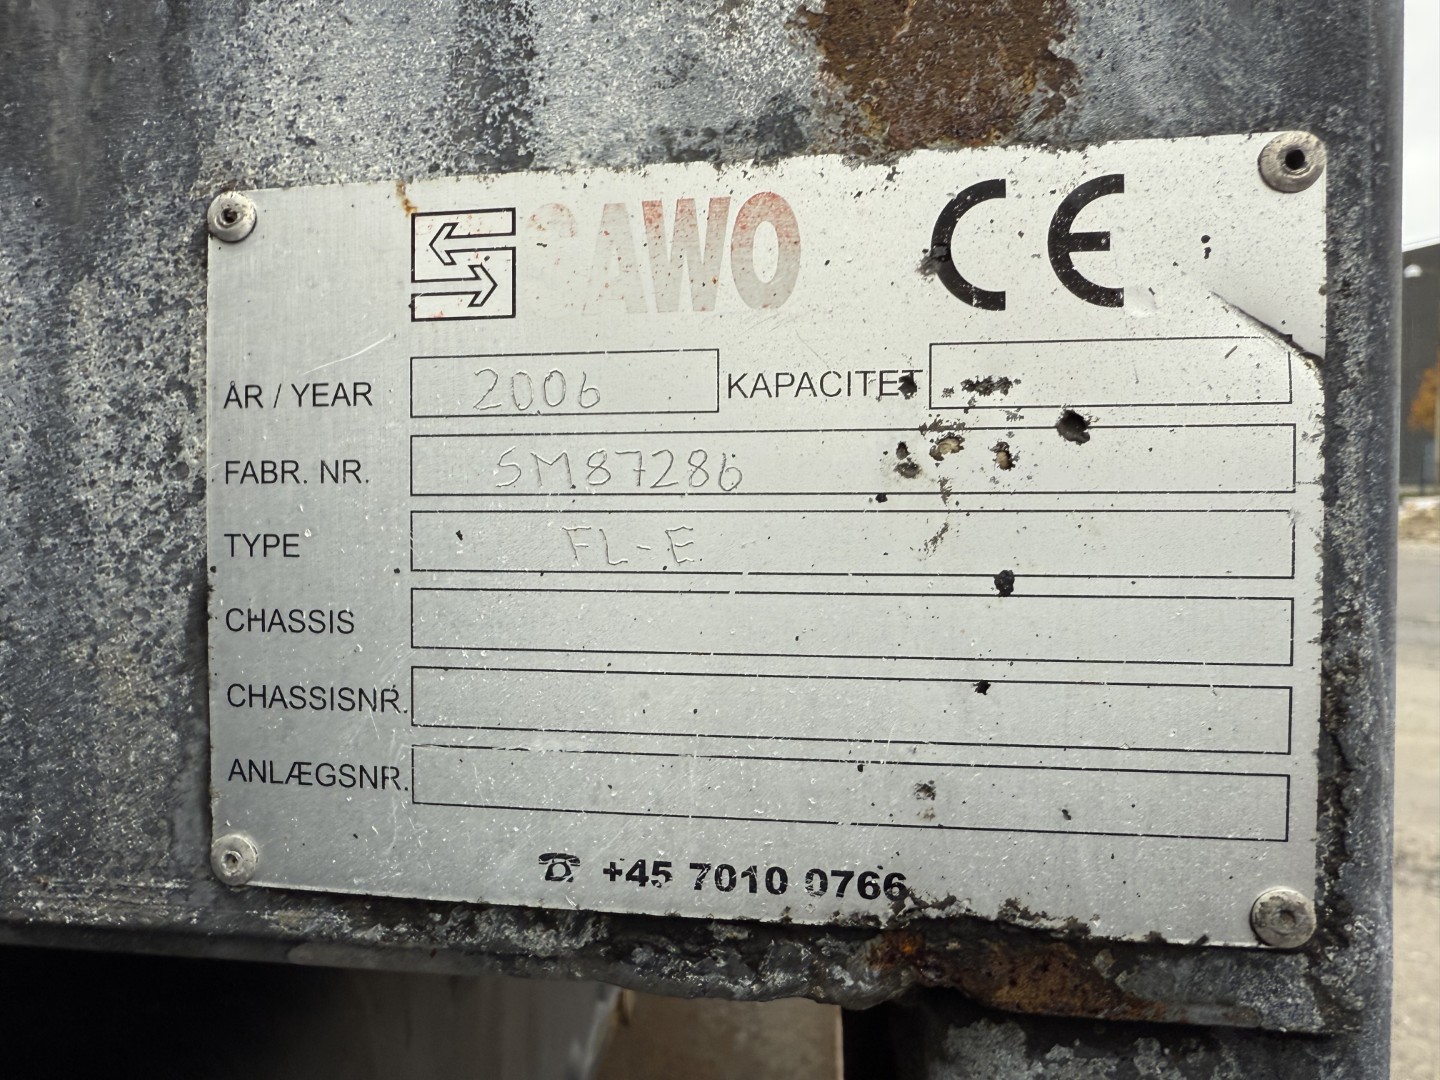 SAWO CE
ÅR / YEAR 2006 KAPACITET
FABR. NR. SM87286
TYPE FL-E
CHASSIS
CHASSISNR.
ANLÆGSNR.
☎ +45 7010 0766